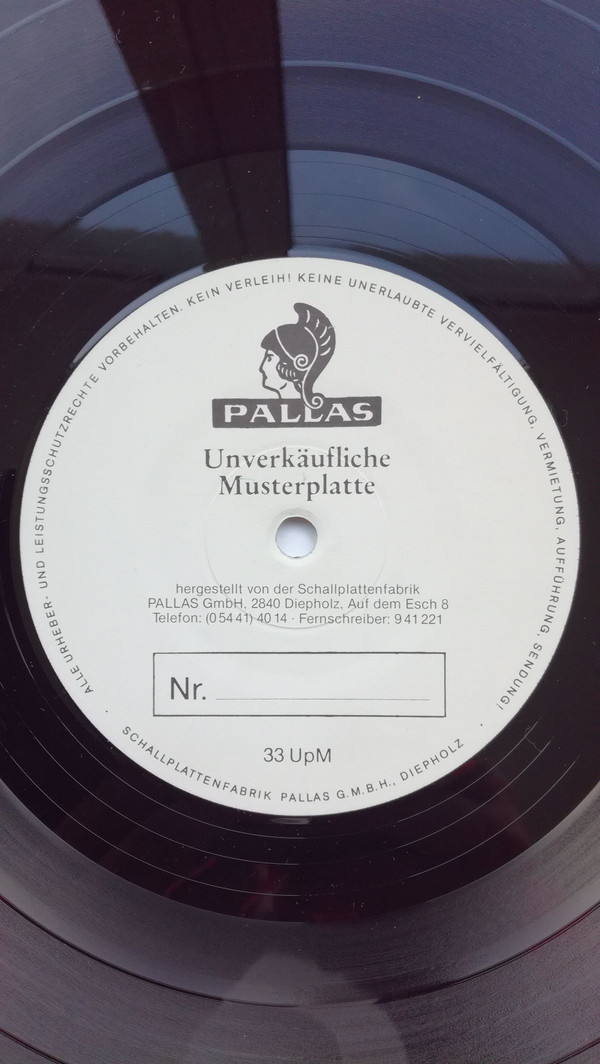 ALLE URHEBER- UND LEISTUNGSSCHUTZRECHTE VORBEHALTEN. KEIN VERLEIH! KEINE UNERLAUBTE VERVIELFÄLTIGUNG, VERMIETUNG, AUFFÜHRUNG, SENDUNG!
PALLAS
Unverkäufliche
Musterplatte
hergestellt von der Schallplattenfabrik
PALLAS GmbH, 2840 Diepholz, Auf dem Esch 8
Telefon: (05441) 4014 · Fernschreiber: 941221
Nr.
33 UpM
· SCHALLPLATTENFABRIK PALLAS G.M.B.H., DIEPHOLZ ·